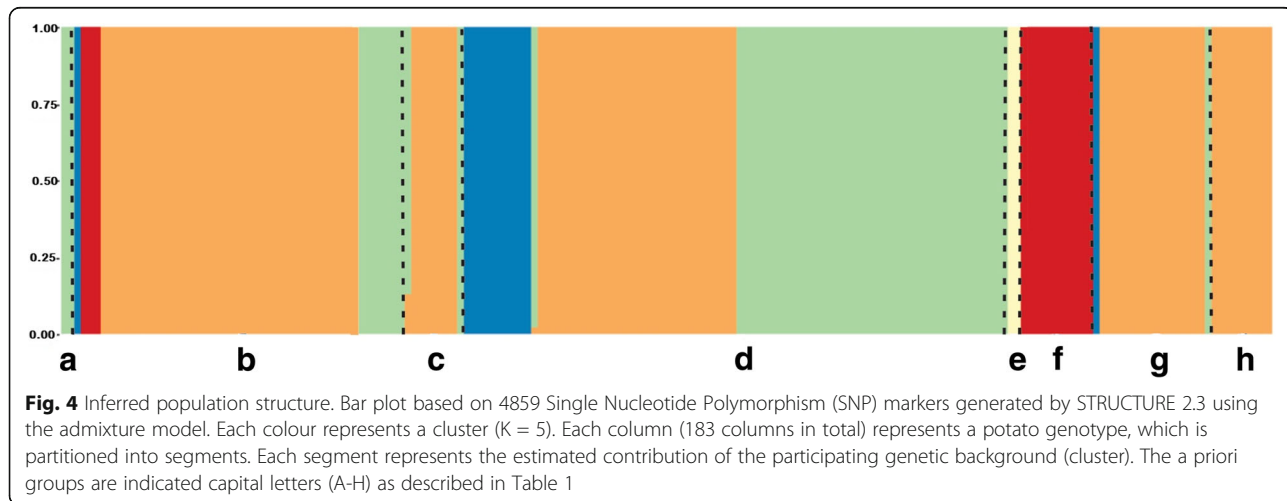 1.00-
0.75-
0.50-
0.25-
0.00-
a b c d e f g h
Fig. 4 Inferred population structure. Bar plot based on 4859 Single Nucleotide Polymorphism (SNP) markers generated by STRUCTURE 2.3 using
the admixture model. Each colour represents a cluster (K = 5). Each column (183 columns in total) represents a potato genotype, which is
partitioned into segments. Each segment represents the estimated contribution of the participating genetic background (cluster). The a priori
groups are indicated capital letters (A-H) as described in Table 1